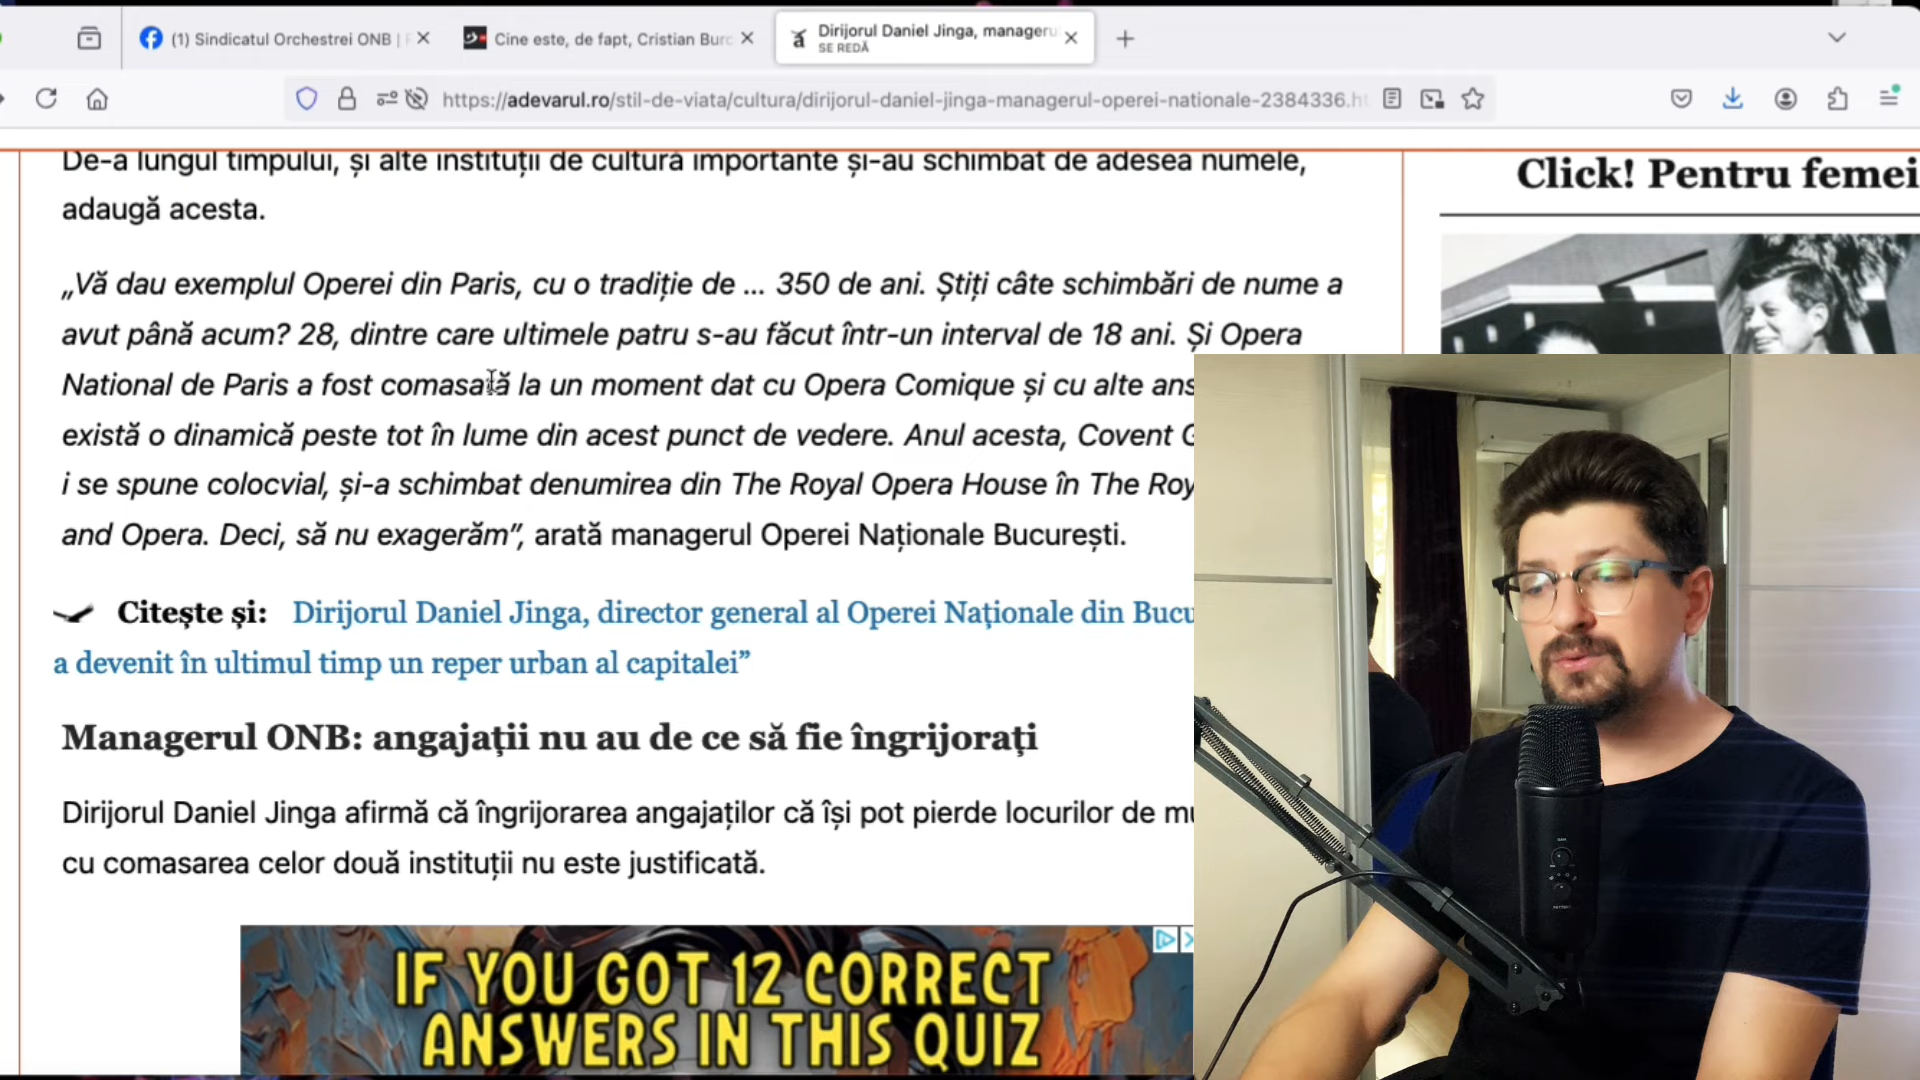 (1) Sindicatul Orchestrei ONB |
Cine este, de fapt, Cristian Burc
Dirijorul Daniel Jinga, manageru
SE REDĂ
https://adevarul.ro/stil-de-viata/cultura/dirijorul-daniel-jinga-managerul-operei-nationale-2384336.ht
De-a lungul timpului, și alte instituții de cultură importante și-au schimbat de adesea numele,
adaugă acesta.
„Vă dau exemplul Operei din Paris, cu o tradiție de ... 350 de ani. Știți câte schimbări de nume a
avut până acum? 28, dintre care ultimele patru s-au făcut într-un interval de 18 ani. Și Opera
National de Paris a fost comasată la un moment dat cu Opera Comique și cu alte ans
există o dinamică peste tot în lume din acest punct de vedere. Anul acesta, Covent G
i se spune colocvial, și-a schimbat denumirea din The Royal Opera House în The Roy
and Opera. Deci, să nu exagerăm”, arată managerul Operei Naționale București.
Citește și: Dirijorul Daniel Jinga, director general al Operei Naționale din Bucu
a devenit în ultimul timp un reper urban al capitalei”
Managerul ONB: angajații nu au de ce să fie îngrijorați
Dirijorul Daniel Jinga afirmă că îngrijorarea angajaților că își pot pierde locurilor de mu
cu comasarea celor două instituții nu este justificată.
IF YOU GOT 12 CORRECT
ANSWERS IN THIS QUIZ
Click! Pentru femei